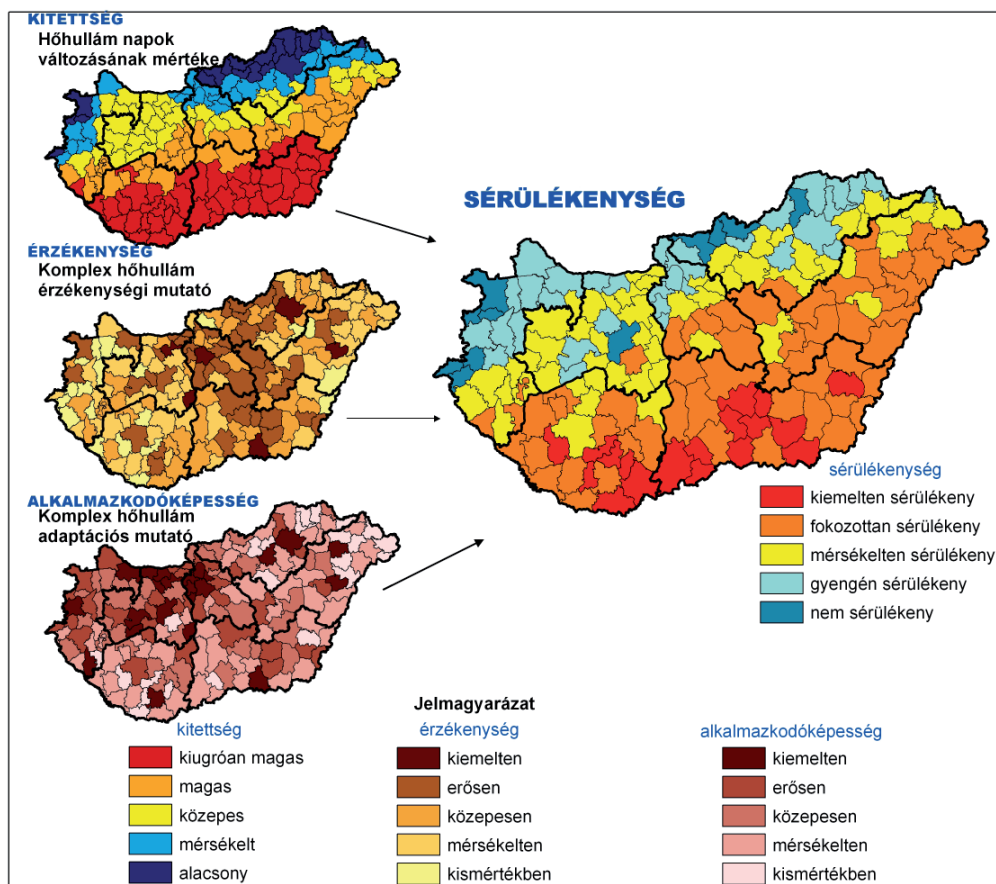 KITETTSÉG
Hőhullám napok
változásának mértéke
ÉRZÉKENYSÉG
Komplex hőhullám
érzékenységi mutató
ALKALMAZKODÓKÉPESSÉG
Komplex hőhullám
adaptációs mutató
SÉRÜLÉKENYSÉG
sérülékenység
kiemelten sérülékeny
fokozottan sérülékeny
mérsékelten sérülékeny
gyengén sérülékeny
nem sérülékeny
Jelmagyarázat
kitettség
kiugróan magas
magas
közepes
mérsékelt
alacsony
érzékenység
kiemelten
erősen
közepesen
mérsékelten
kismértékben
alkalmazkodóképesség
kiemelten
erősen
közepesen
mérsékelten
kismértékben